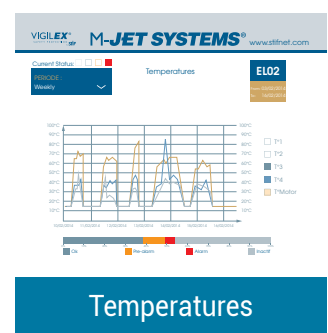 VIGILEX M-JET SYSTEMS® www.stifnet.com
Current Status:
PERIODE :
Weekly
Temperatures
EL02
100°C 100°C
90°C 90°C
80°C 80°C
70°C 70°C
60°C 60°C
50°C 50°C
40°C 40°C
30°C 30°C
20°C 20°C
10°C 10°C
T°1
T°2
T°3
T°4
T°Motor
Ok Pre-alarm Alarm Inactif
Temperatures